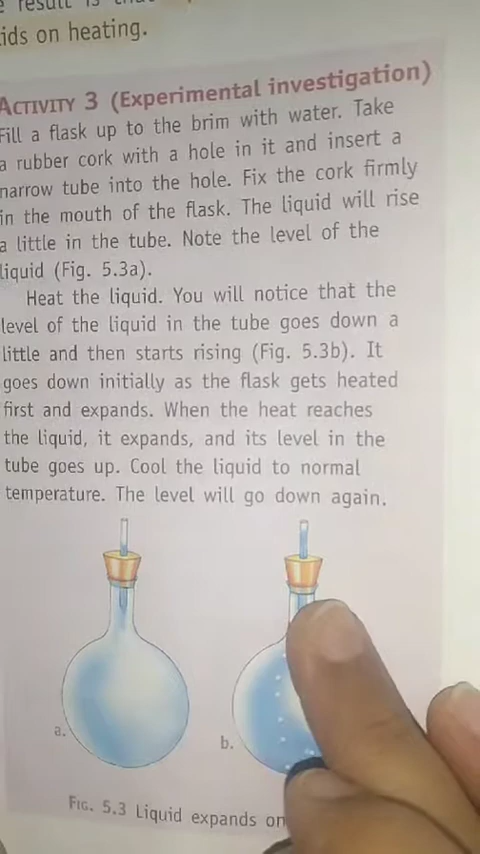 result is that
ids on heating.
ACTIVITY 3 (Experimental investigation)
Fill a flask up to the brim with water. Take
a rubber cork with a hole in it and insert a
narrow tube into the hole. Fix the cork firmly
in the mouth of the flask. The liquid will rise
a little in the tube. Note the level of the
liquid (Fig. 5.3a).
Heat the liquid. You will notice that the
level of the liquid in the tube goes down a
little and then starts rising (Fig. 5.3b). It
goes down initially as the flask gets heated
first and expands. When the heat reaches
the liquid, it expands, and its level in the
tube goes up. Cool the liquid to normal
temperature. The level will go down again.
a.
b.
FIG. 5.3 Liquid expands on